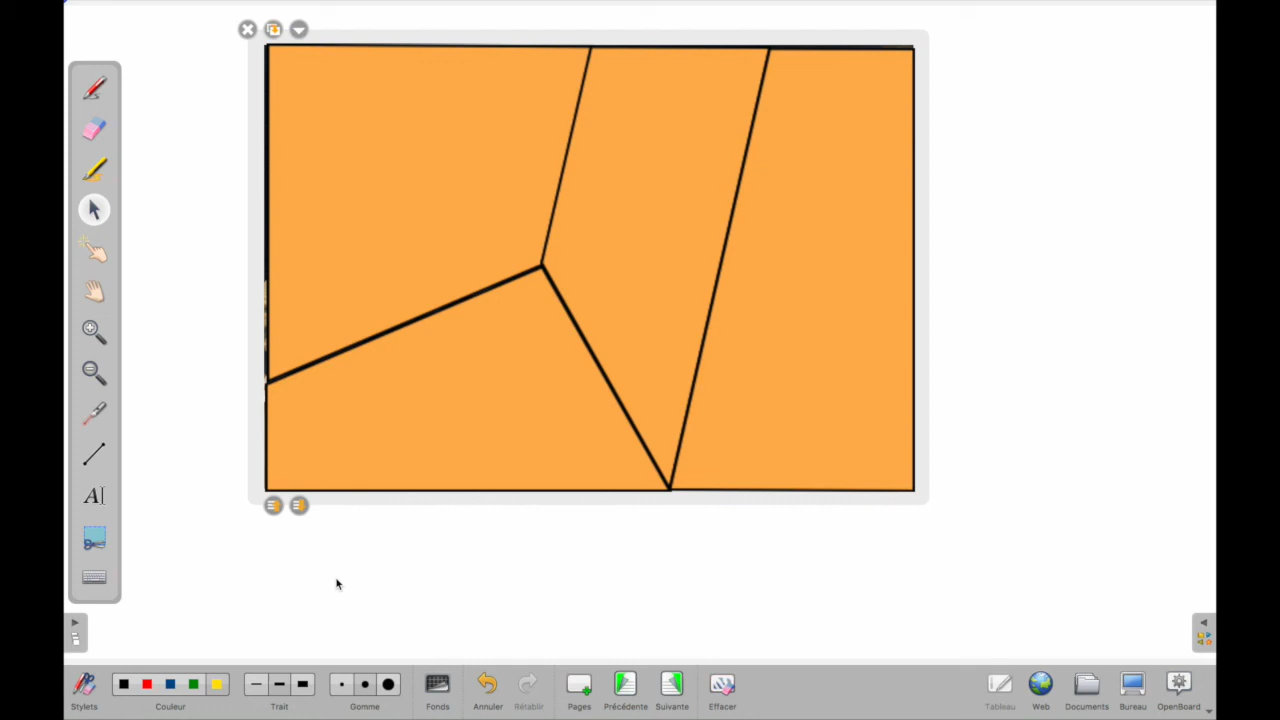 A
Stylets
Couleur
Trait
Gomme
Fonds
Annuler
Rétablir
Pages
Précédente
Suivante
Effacer
Tableau
Web
Documents
Bureau
OpenBoard